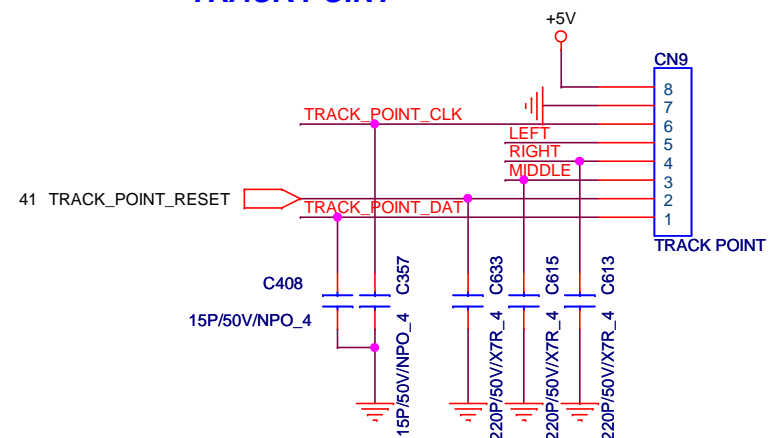 TRACK POINT
+5V
CN9
8
7
TRACK_POINT_CLK
6
LEFT
5
RIGHT
4
MIDDLE
3
41 TRACK_POINT_RESET
2
TRACK_POINT_DAT
1
TRACK POINT
C408
C357
C633
C615
C613
15P/50V/NPO_4
15P/50V/NPO_4
220P/50V/X7R_4
220P/50V/X7R_4
220P/50V/X7R_4